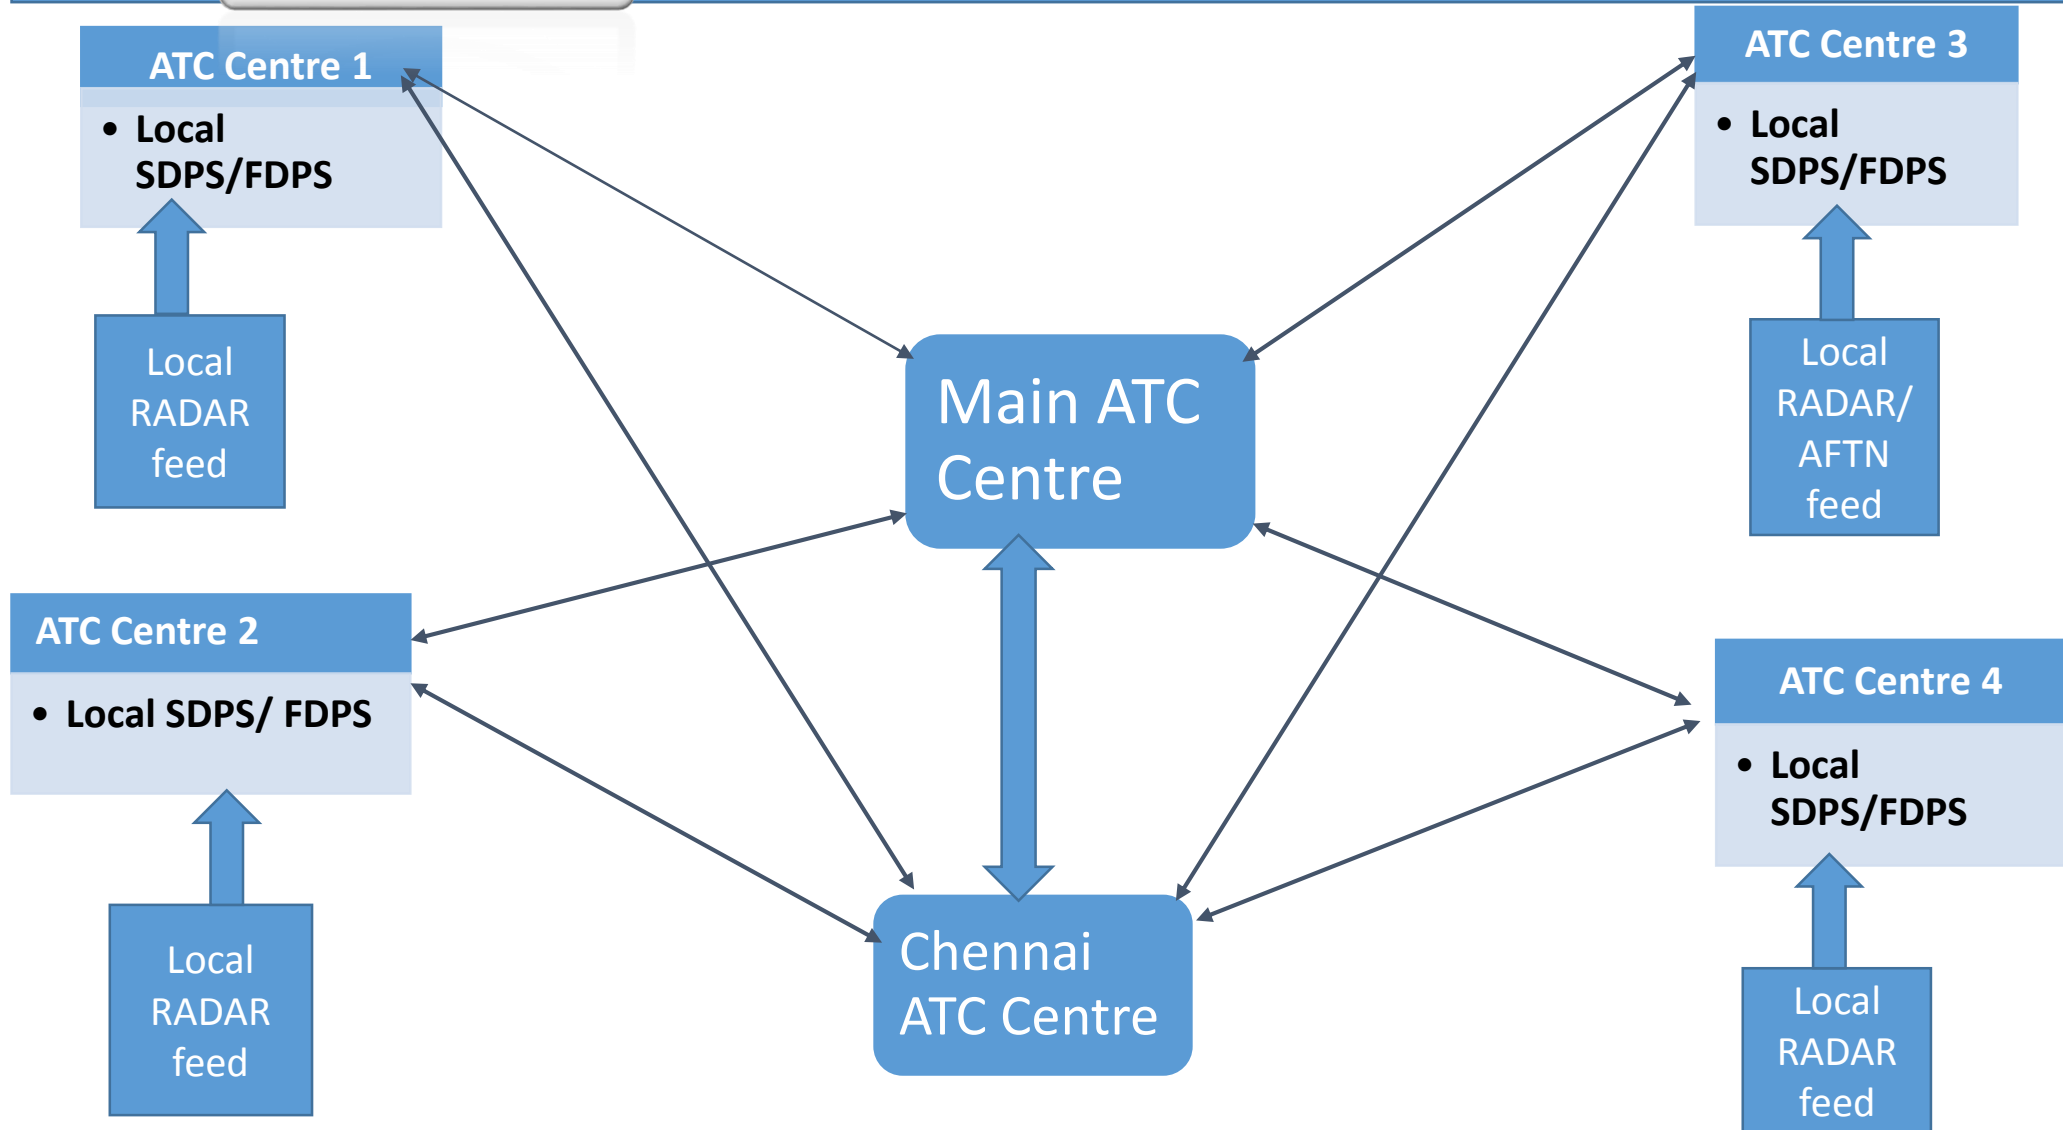 ATC Centre 1
• Local
SDPS/FDPS
Local
RADAR
feed
ATC Centre 2
• Local SDPS/ FDPS
Local
RADAR
feed
Main ATC
Centre
Chennai
ATC Centre
ATC Centre 3
• Local
SDPS/FDPS
Local
RADAR/
AFTN
feed
ATC Centre 4
• Local
SDPS/FDPS
Local
RADAR
feed